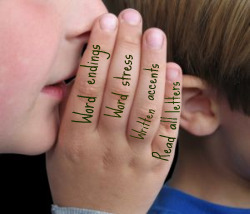 Word endings
Word stress
Written accents
Read all letters